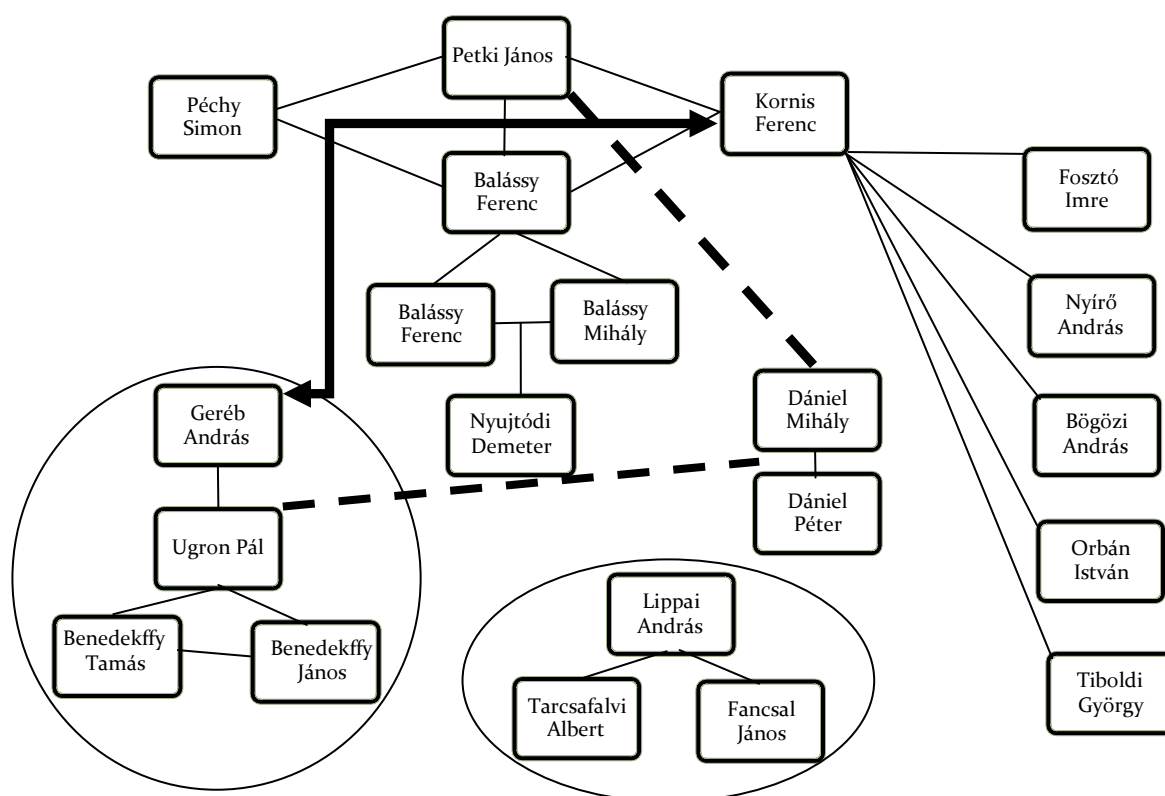 Petki János
Péchy
Simon
Kornis
Ferenc
Balássy
Ferenc
Fosztó
Imre
Balássy
Ferenc
Balássy
Mihály
Nyírő
András
Geréb
András
Nyujtódi
Demeter
Dániel
Mihály
Bögözi
András
Dániel
Péter
Ugron Pál
Orbán
István
Lippai
András
Benedekffy
Tamás
Benedekffy
János
Tarcsafalvi
Albert
Fancsal
János
Tiboldi
György